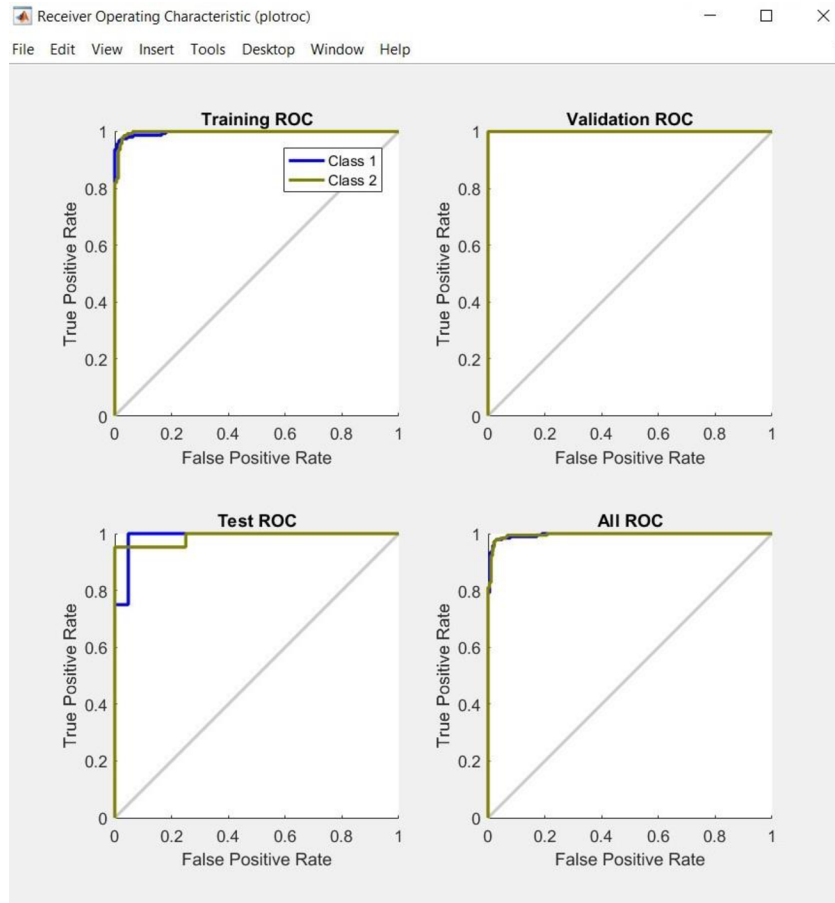 Receiver Operating Characteristic (plotroc)
File Edit View Insert Tools Desktop Window Help
Training ROC
1
0.8
0.6
0.4
0.2
0
True Positive Rate
Class 1
Class 2
0 0.2 0.4 0.6 0.8 1
False Positive Rate
Validation ROC
1
0.8
0.6
0.4
0.2
0
True Positive Rate
0 0.2 0.4 0.6 0.8 1
False Positive Rate
Test ROC
1
0.8
0.6
0.4
0.2
0
True Positive Rate
0 0.2 0.4 0.6 0.8 1
False Positive Rate
All ROC
1
0.8
0.6
0.4
0.2
0
True Positive Rate
0 0.2 0.4 0.6 0.8 1
False Positive Rate